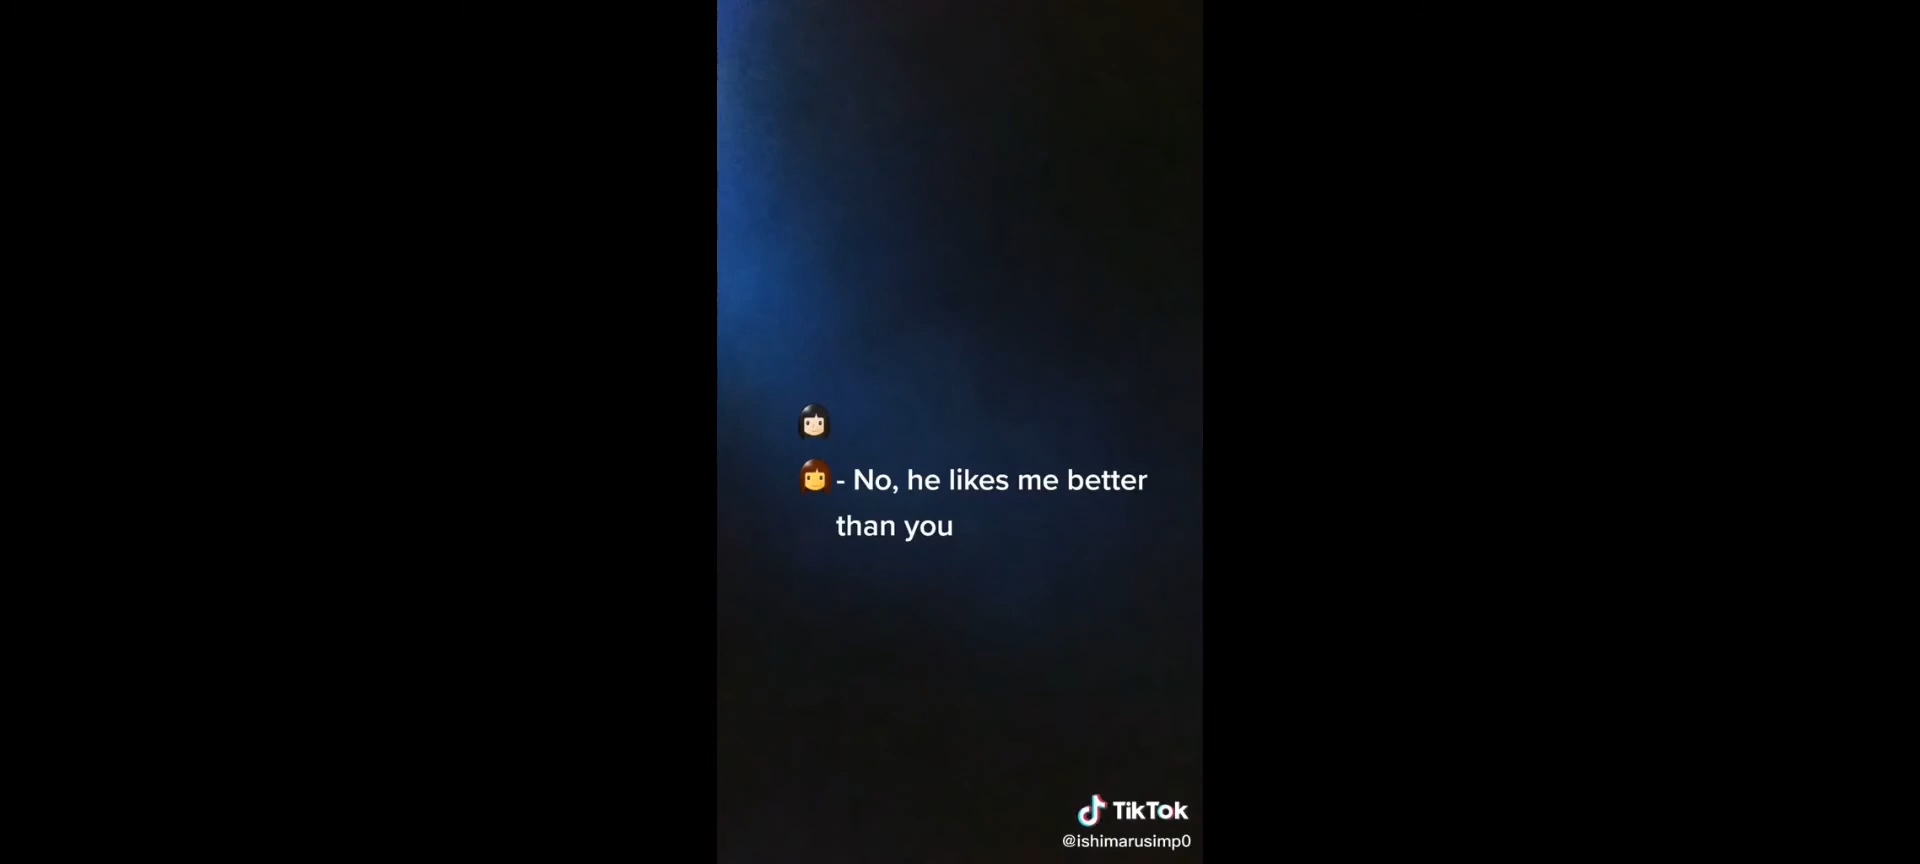 👩🏻
👩- No, he likes me better
than you
TikTok
@ishimarusimp0